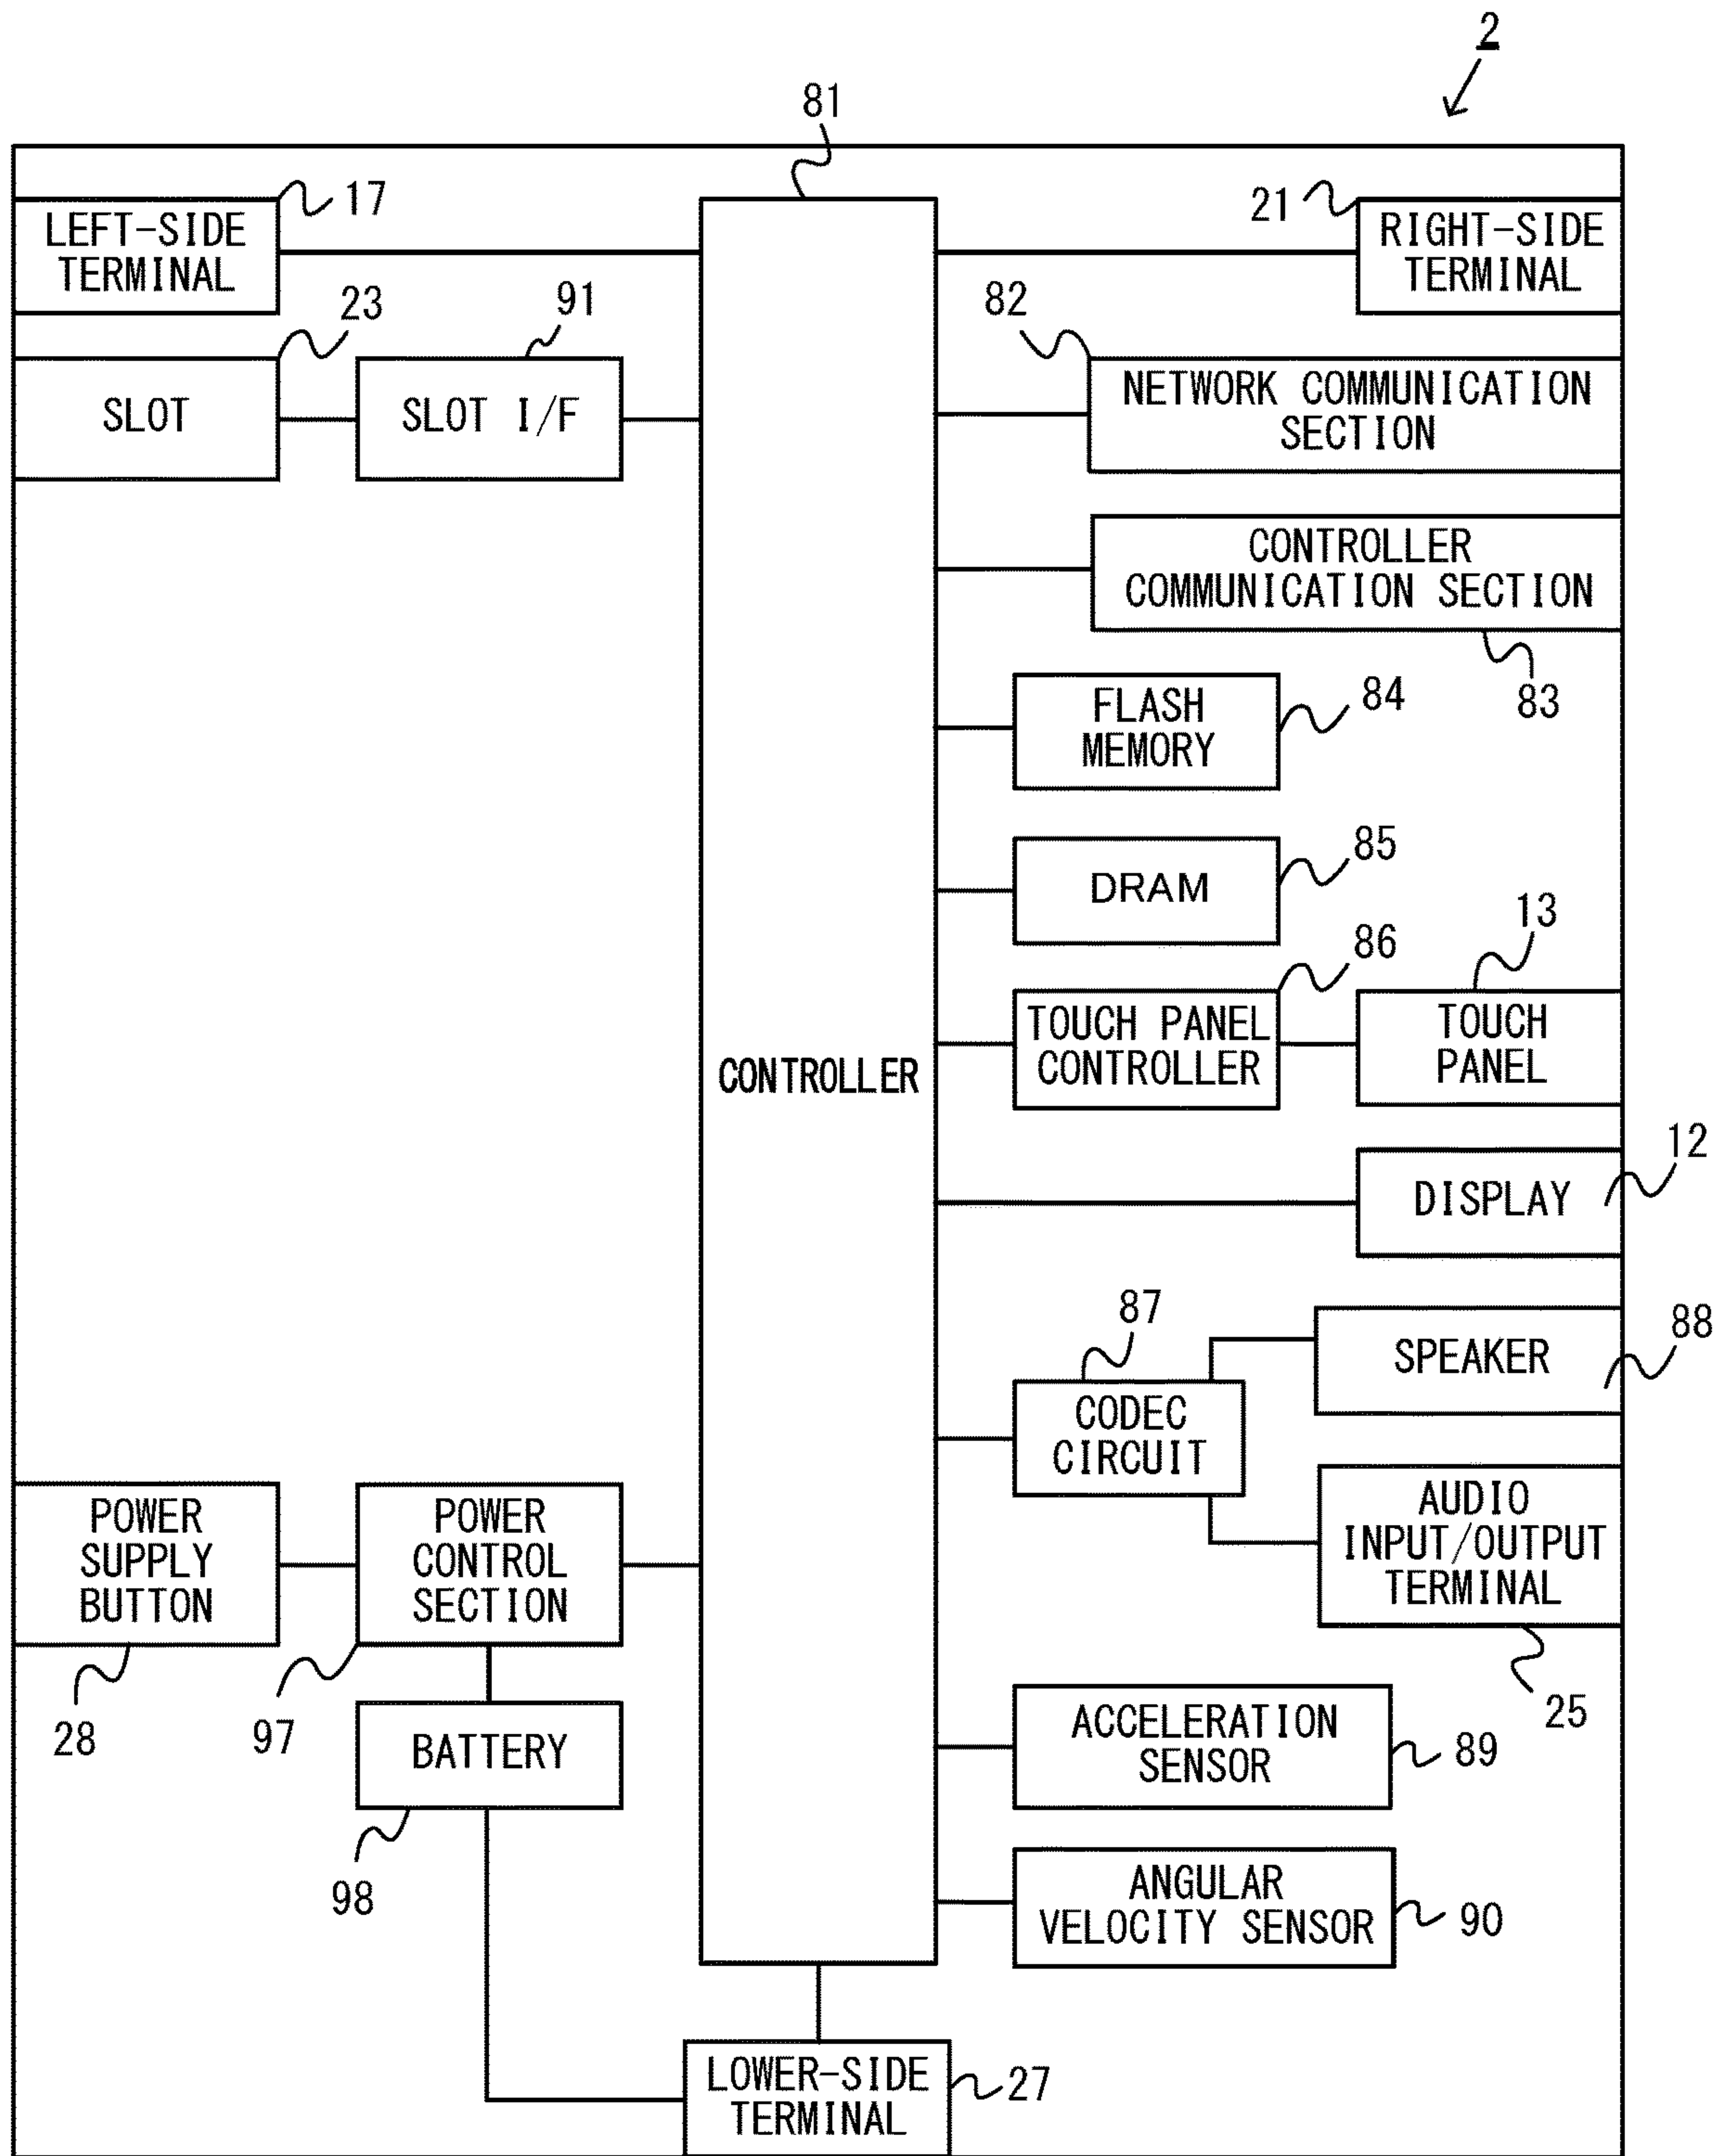 2
81
17
LEFT-SIDE
TERMINAL
21
RIGHT-SIDE
TERMINAL
23
SLOT
91
SLOT I/F
82
NETWORK COMMUNICATION
SECTION
CONTROLLER
COMMUNICATION SECTION
83
FLASH
MEMORY
84
DRAM
85
CONTROLLER
TOUCH PANEL
CONTROLLER
86
13
TOUCH
PANEL
DISPLAY
12
87
CODEC
CIRCUIT
SPEAKER
88
AUDIO
INPUT/OUTPUT
TERMINAL
25
POWER
SUPPLY
BUTTON
28
POWER
CONTROL
SECTION
97
BATTERY
98
ACCELERATION
SENSOR
89
ANGULAR
VELOCITY SENSOR
90
LOWER-SIDE
TERMINAL
27